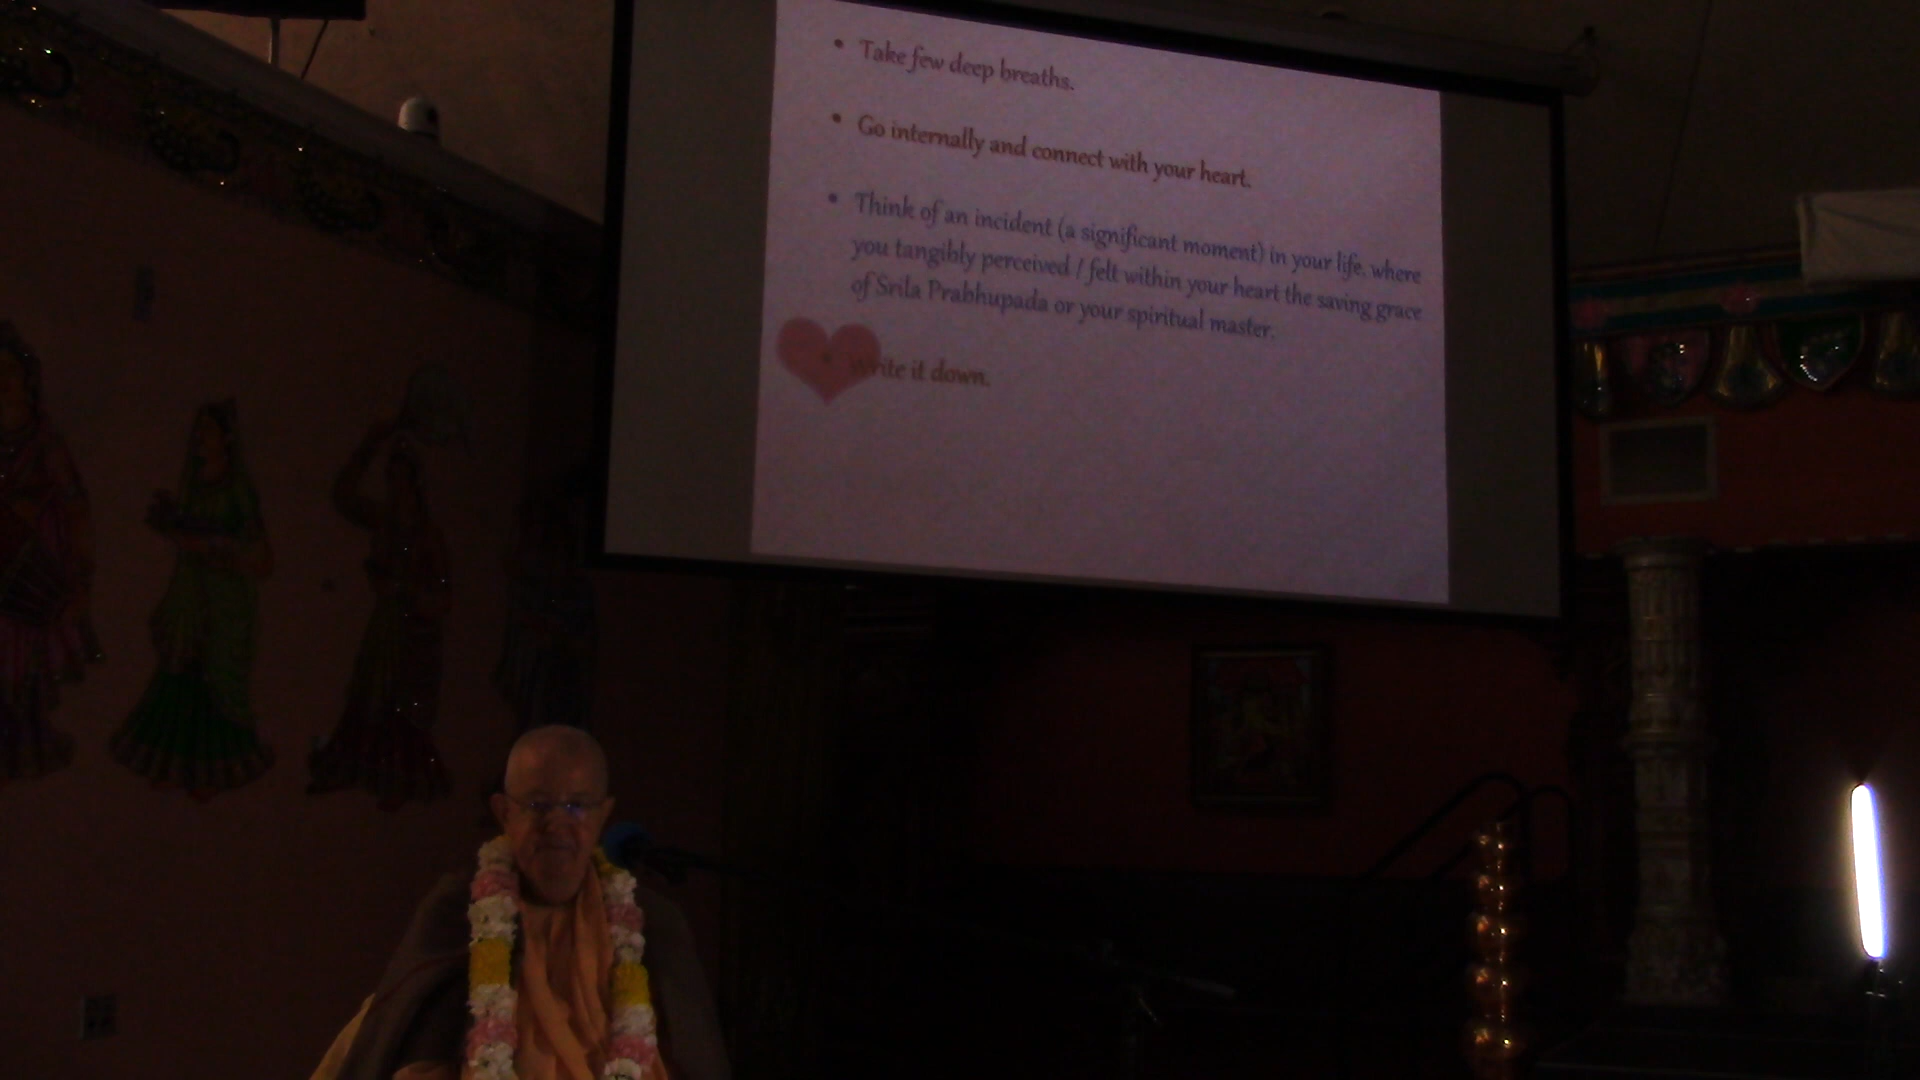 • Take few deep breaths.
• Go internally and connect with your heart.
• Think of an incident (a significant moment) in your life, where
you tangibly perceived / felt within your heart the saving grace
of Srila Prabhupada or your spiritual master.
• Write it down.